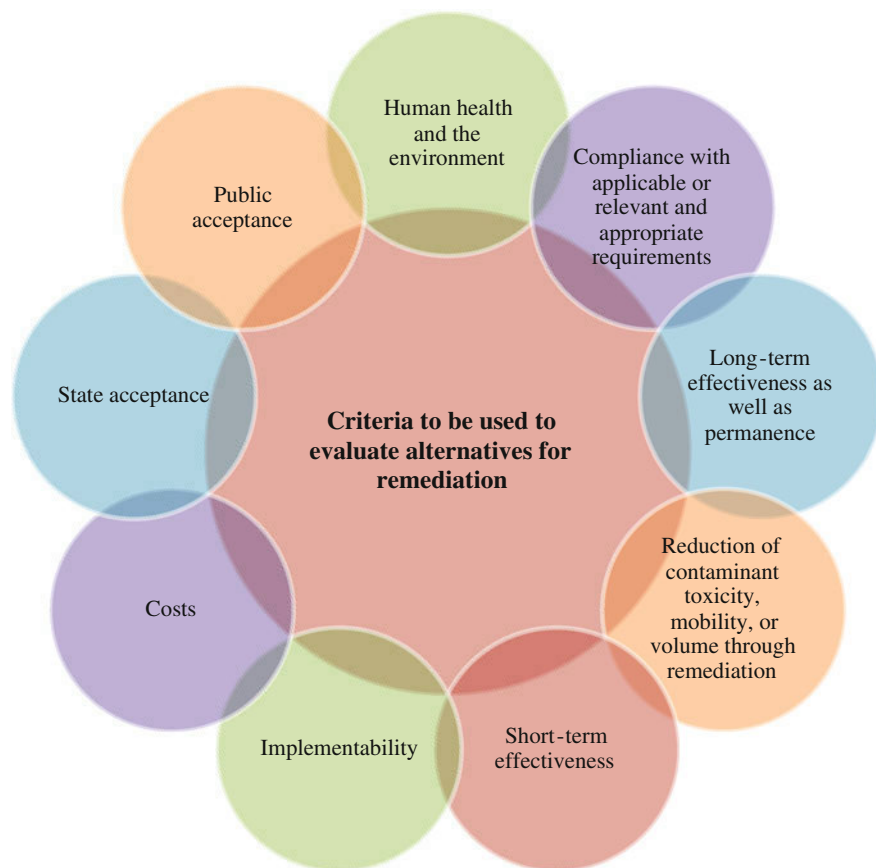 Human health
and the
environment
Compliance with
applicable or
relevant and
appropriate
requirements
Long-term
effectiveness as
well as
permanence
Reduction of
contaminant
toxicity,
mobility, or
volume through
remediation
Short-term
effectiveness
Implementability
Costs
State acceptance
Public
acceptance
Criteria to be used to
evaluate alternatives for
remediation